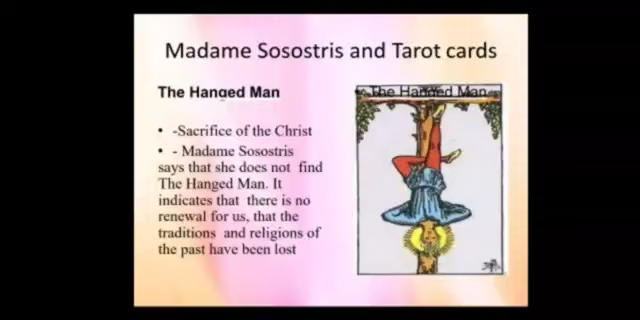 Madame Sosostris and Tarot cards
The Hanged Man
• -Sacrifice of the Christ
• - Madame Sosostris
says that she does not find
The Hanged Man. It
indicates that there is no
renewal for us, that the
traditions and religions of
the past have been lost
The Hanged Man